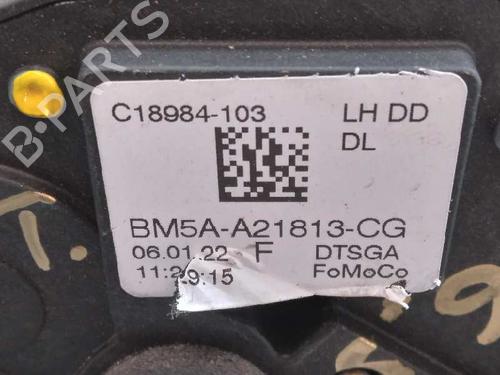 B-PARTS
C18984-103 LH DD
DL
BM5A-A21813-CG
06.01.22 F DTSGA
11:29:15 FoMoCo